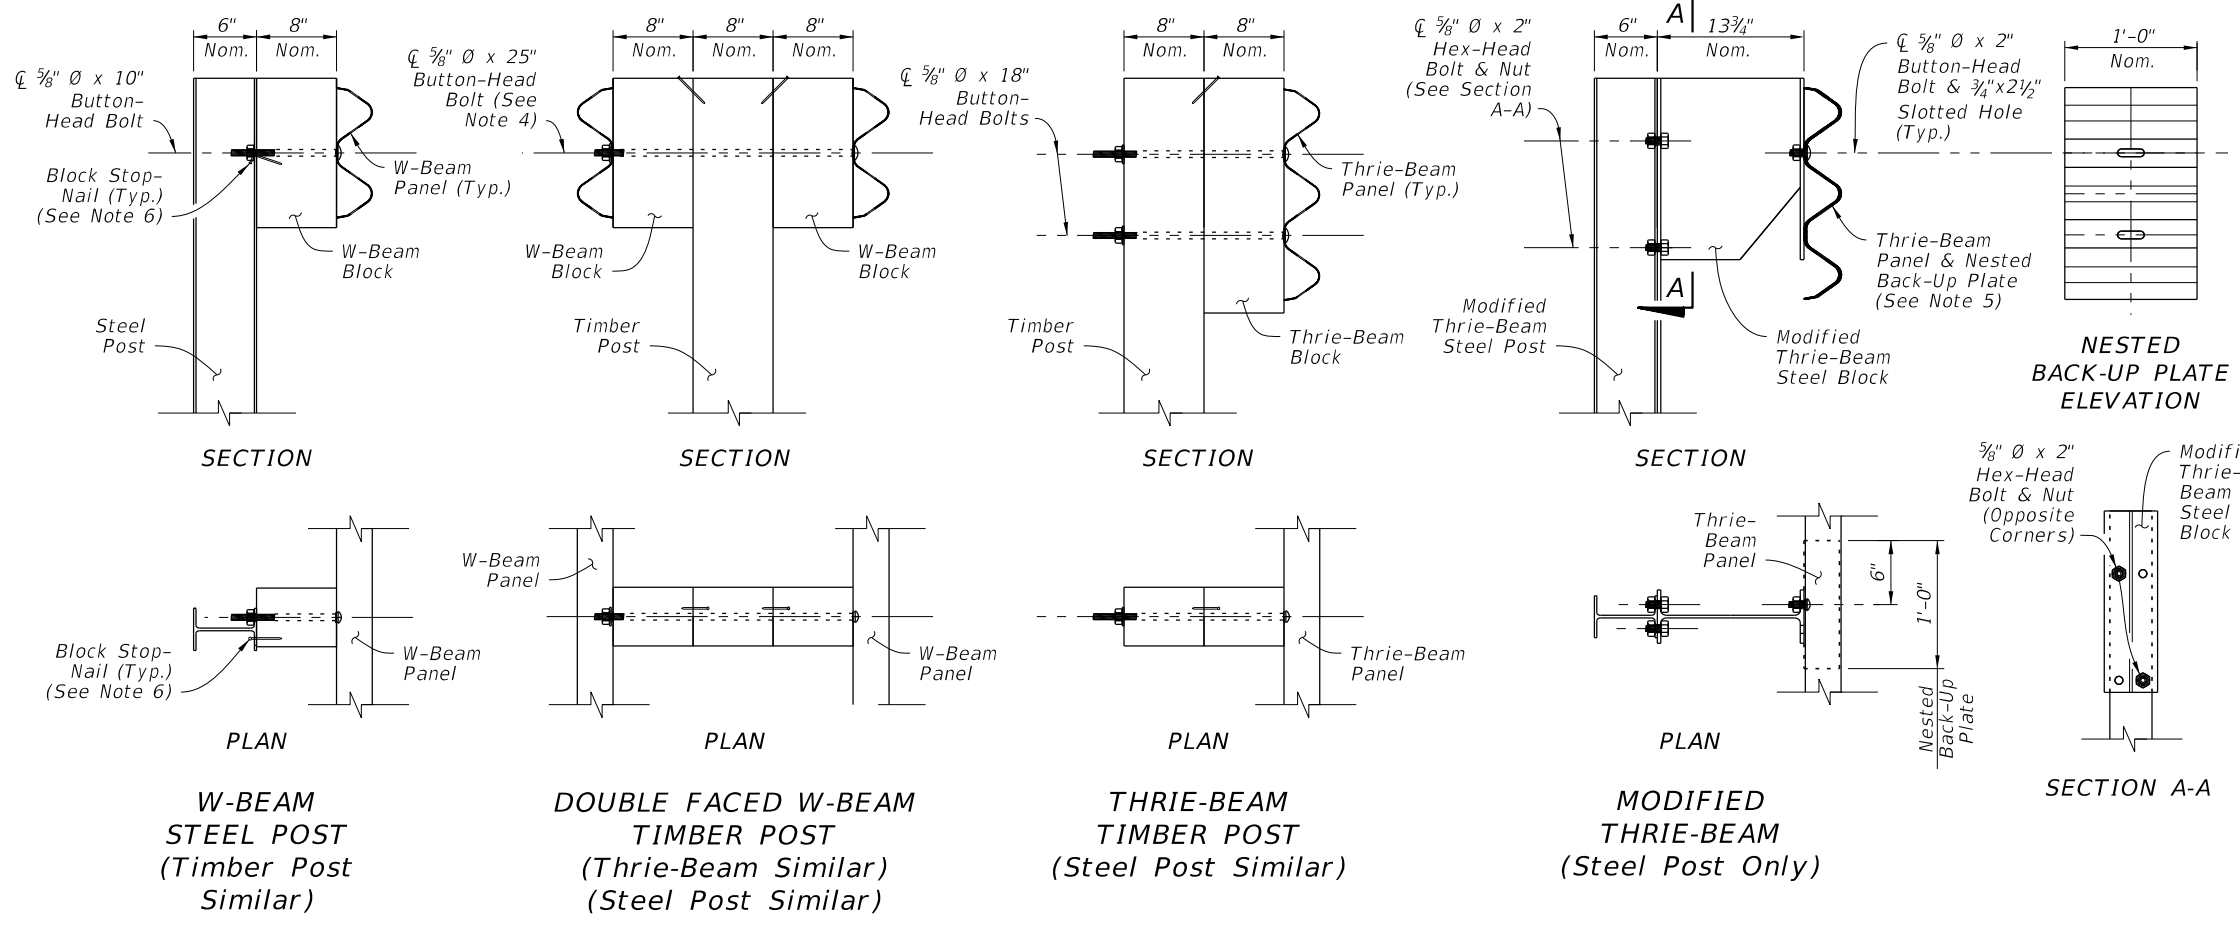 6"
Nom.
8"
Nom.
℄ ⅝" Ø x 10"
Button-
Head Bolt
Block Stop-
Nail (Typ.)
(See Note 6)
W-Beam
Panel (Typ.)
W-Beam
Block
Steel
Post
SECTION
8"
Nom.
8"
Nom.
8"
Nom.
℄ ⅝" Ø x 25"
Button-Head
Bolt (See
Note 4)
W-Beam
Block
W-Beam
Block
Timber
Post
SECTION
8"
Nom.
8"
Nom.
℄ ⅝" Ø x 18"
Button-
Head Bolts
Thrie-Beam
Panel (Typ.)
Timber
Post
Thrie-Beam
Block
SECTION
℄ ⅝" Ø x 2"
Hex-Head
Bolt & Nut
(See Section
A-A)
6"
Nom.
A
13¾"
Nom.
℄ ⅝" Ø x 2"
Button-Head
Bolt & ¾"x2½"
Slotted Hole
(Typ.)
A
Thrie-Beam
Panel & Nested
Back-Up Plate
(See Note 5)
Modified
Thrie-Beam
Steel Post
Modified
Thrie-Beam
Steel Block
SECTION
1'-0"
Nom.
NESTED
BACK-UP PLATE
ELEVATION
Block Stop-
Nail (Typ.)
(See Note 6)
W-Beam
Panel
PLAN
W-BEAM
STEEL POST
(Timber Post
Similar)
W-Beam
Panel
W-Beam
Panel
PLAN
DOUBLE FACED W-BEAM
TIMBER POST
(Thrie-Beam Similar)
(Steel Post Similar)
Thrie-Beam
Panel
PLAN
THRIE-BEAM
TIMBER POST
(Steel Post Similar)
Thrie-
Beam
Panel
6"
1'-0"
Nested
Back-Up
Plate
PLAN
MODIFIED
THRIE-BEAM
(Steel Post Only)
⅝" Ø x 2"
Hex-Head
Bolt & Nut
(Opposite
Corners)
Modifi
Thrie-
Beam
Steel
Block
SECTION A-A